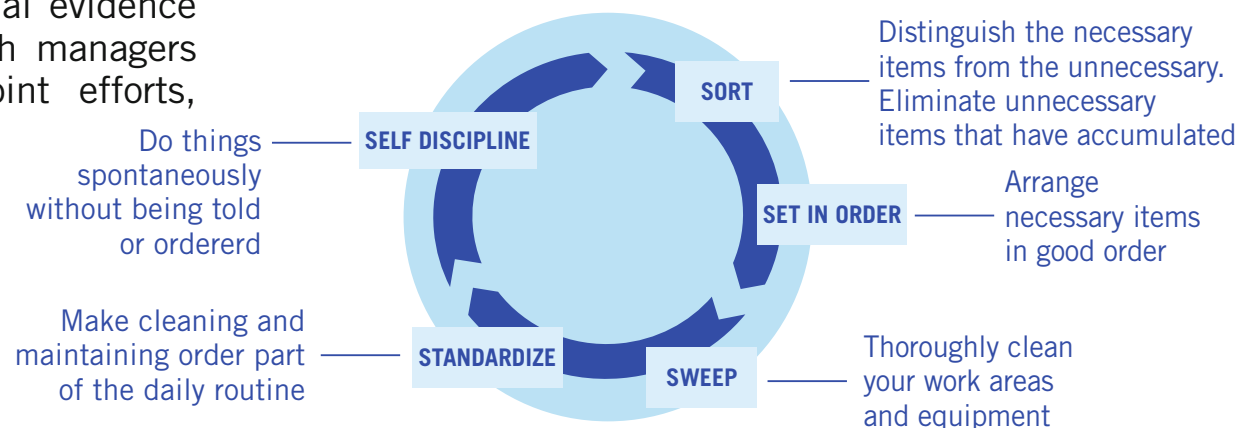 al evidence
h managers
oint efforts,
SORT
Distinguish the necessary
items from the unnecessary.
Eliminate unnecessary
items that have accumulated
SET IN ORDER
Arrange
necessary items
in good order
SWEEP
Thoroughly clean
your work areas
and equipment
STANDARDIZE
Make cleaning and
maintaining order part
of the daily routine
SELF DISCIPLINE
Do things
spontaneously
without being told
or ordererd